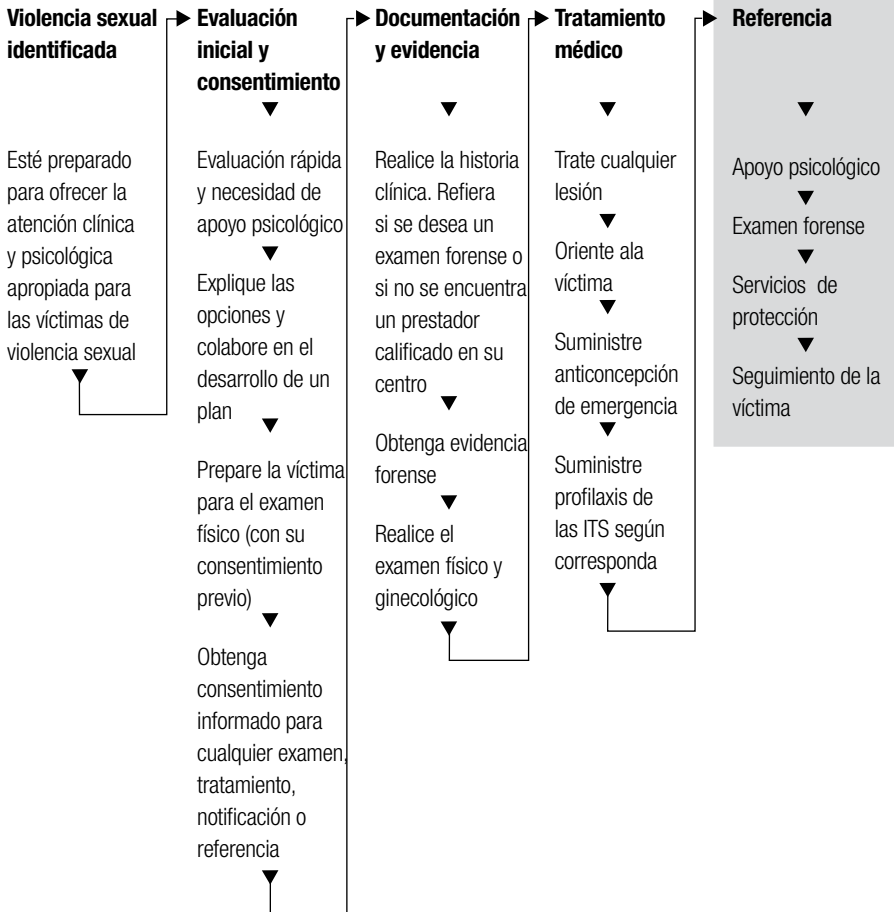 Violencia sexual
identificada
Esté preparado
para ofrecer la
atención clínica
y psicológica
apropiada para
las víctimas de
violencia sexual
Evaluación
inicial y
consentimiento
Evaluación rápida
y necesidad de
apoyo psicológico
Explique las
opciones y
colabore en el
desarrollo de un
plan
Prepare la víctima
para el examen
físico (con su
consentimiento
previo)
Obtenga
consentimiento
informado para
cualquier examen,
tratamiento,
notificación o
referencia
Documentación
y evidencia
Realice la historia
clínica. Refiera
si se desea un
examen forense o
si no se encuentra
un prestador
calificado en su
centro
Obtenga evidencia
forense
Realice el
examen físico y
ginecológico
Tratamiento
médico
Trate cualquier
lesión
Oriente ala
víctima
Suministre
anticoncepción
de emergencia
Suministre
profilaxis de
las ITS según
corresponda
Referencia
Apoyo psicológico
Examen forense
Servicios de
protección
Seguimiento de la
víctima